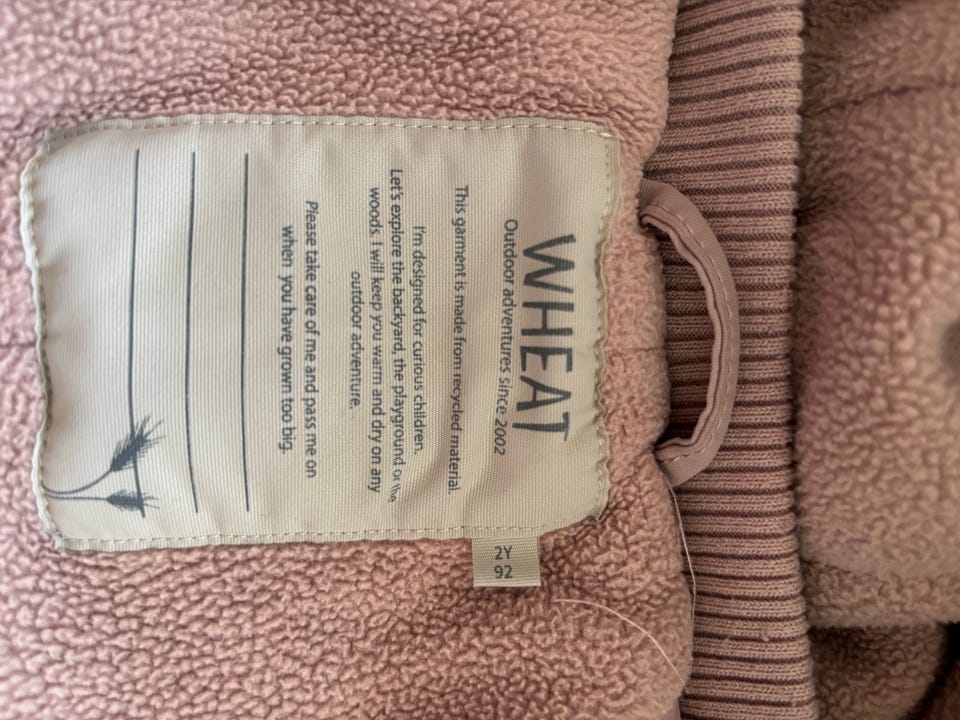 WHEAT
Outdoor adventures since 2002
This garment is made from recycled material.
I'm designed for curious children.
Let's explore the backyard, the playground or the
woods. I will keep you warm and dry on any
outdoor adventure.
Please take care of me and pass me on
when you have grown too big.
2Y
92